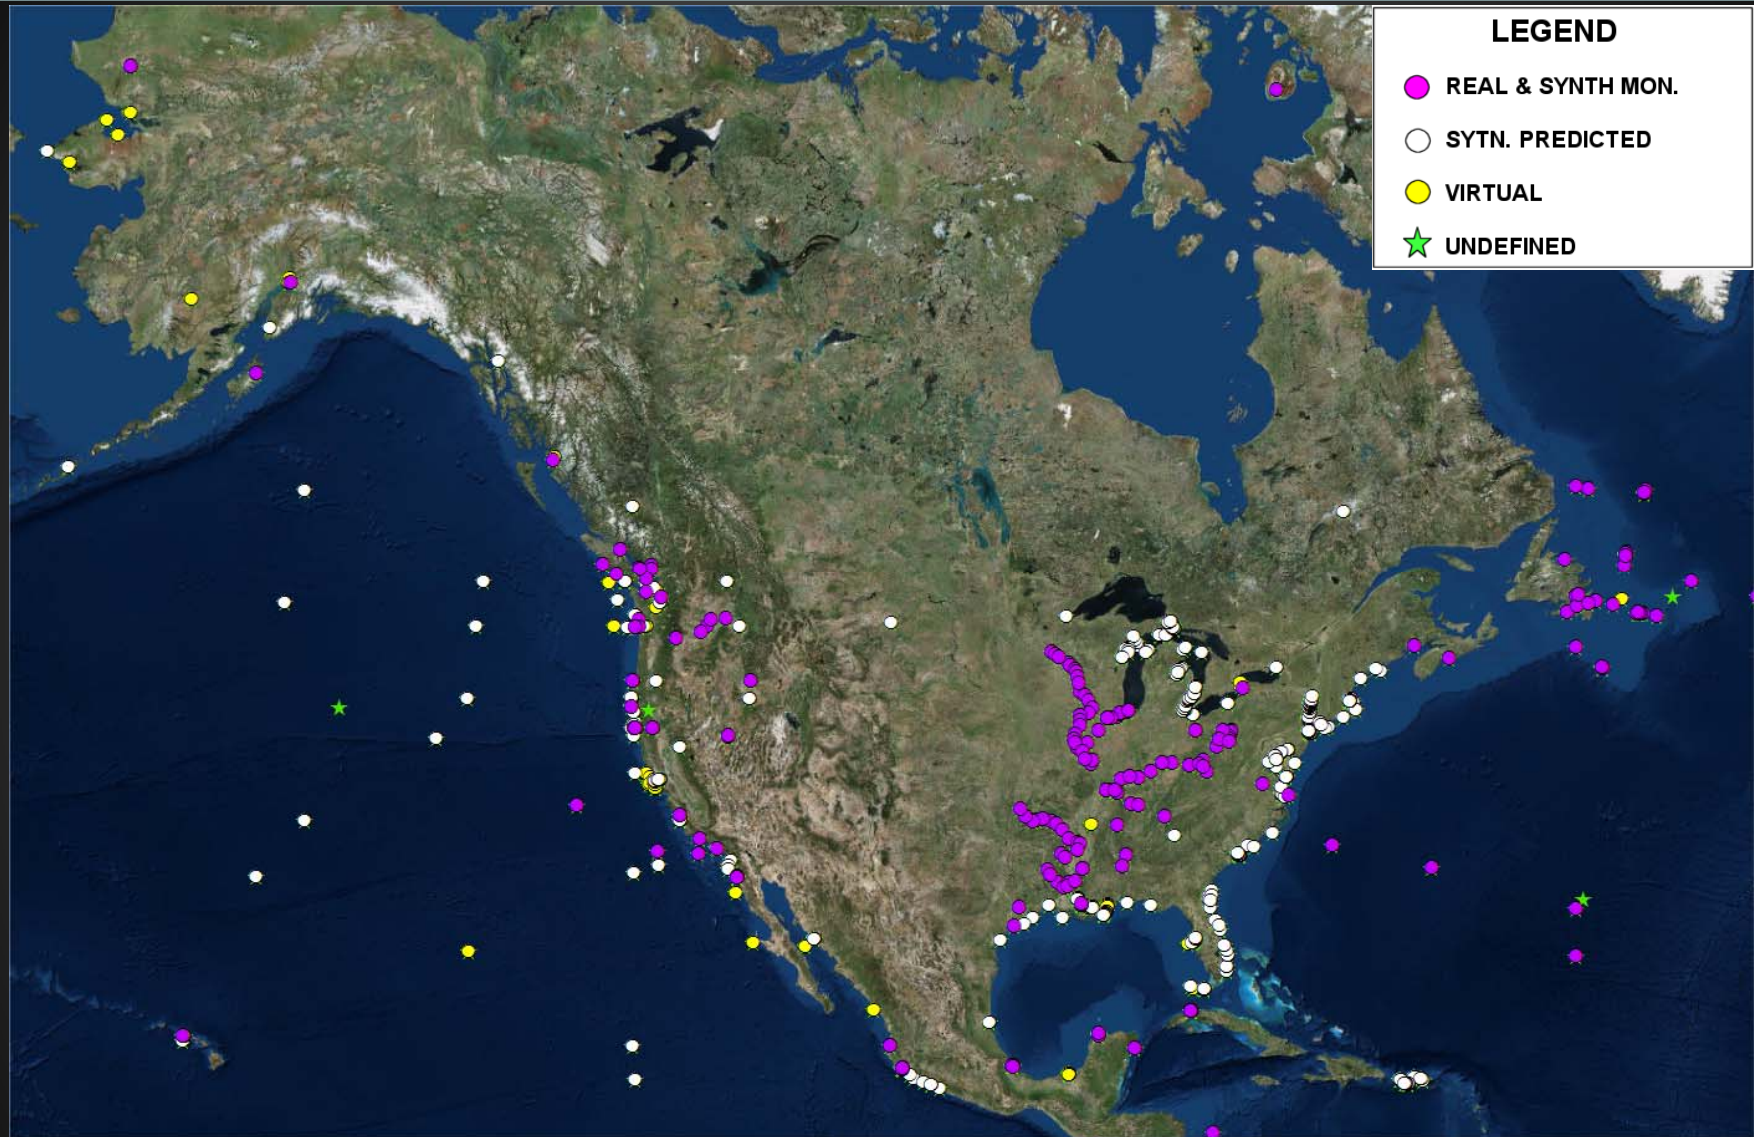 LEGEND
REAL & SYNTH MON.
SYTN. PREDICTED
VIRTUAL
UNDEFINED